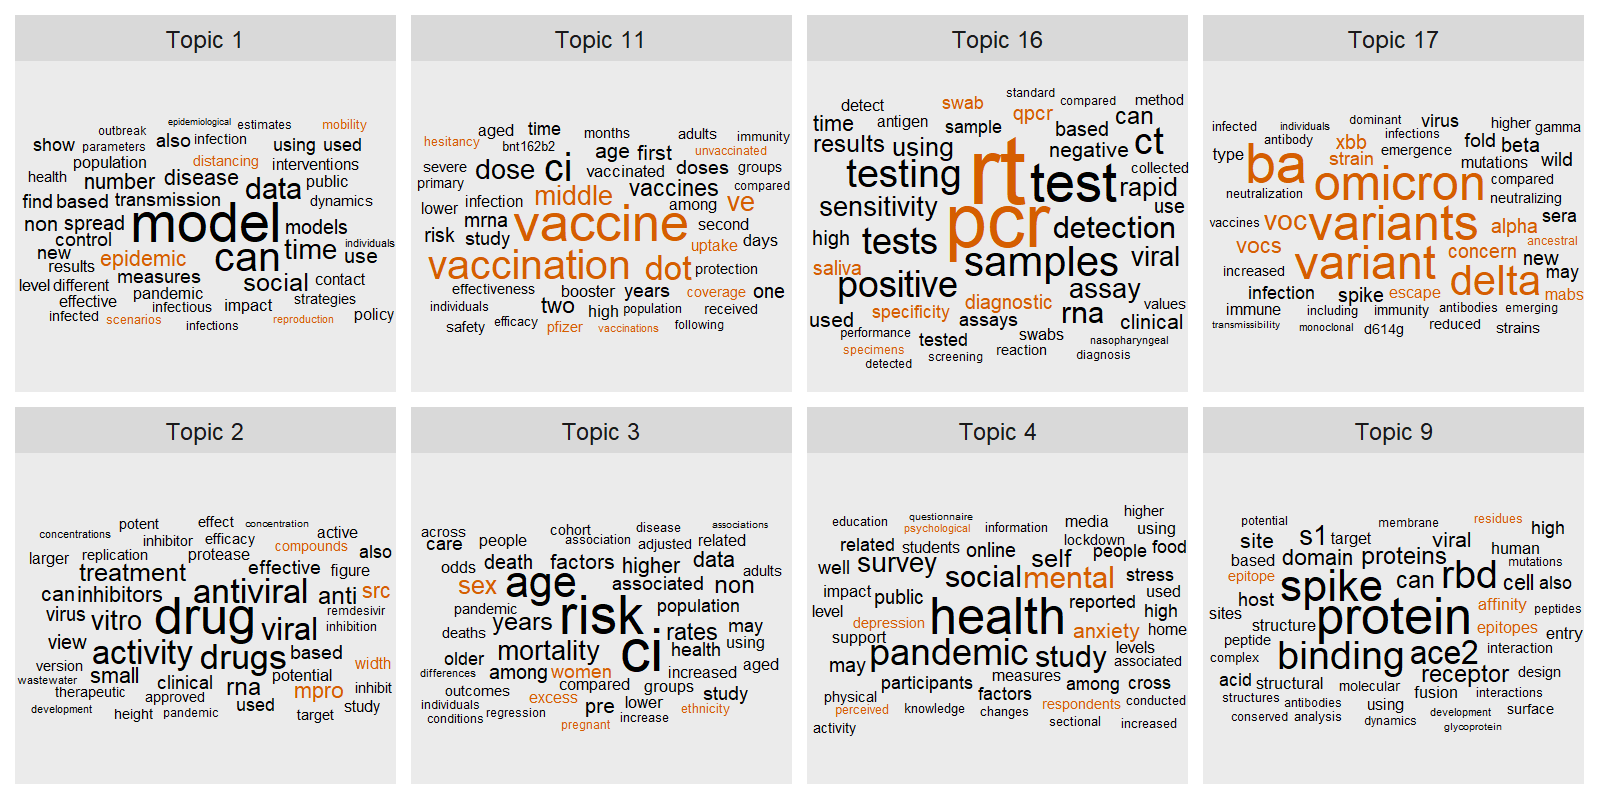 Topic 1
epidemiological estimates mobility
outbreak
show parameters also infection using used
population distancing interventions
health number disease data public
find based transmission dynamics
non spread model models
control can time individuals
new epidemic use
results measures social contact
level different pandemic strategies
effective infectious impact policy
infected scenarios reproduction
infections
Topic 11
hesitancy aged time months adults immunity
bnt162b2 age first unvaccinated
severe dose ci vaccinated doses groups
primary middle vaccines compared
lower infection among ve
mrna vaccine second
risk study uptake days
vaccination dot protection
effectiveness booster years coverage one
individuals two high population received
safety efficacy pfizer vaccinations following
Topic 16
standard compared method
detect swab qpcr can
time antigen sample based
results using rt negative ct
testing test collected
rapid
sensitivity pcr use
high tests detection
saliva samples viral
positive assay
specificity diagnostic values
used assays rna clinical
performance tested swabs nasopharyngeal
specimens screening reaction diagnosis
detected
Topic 17
infected individuals dominant virus higher gamma
antibody xbb infections fold beta
type ba strain emergence mutations wild
neutralization omicron compared
neutralizing
vaccines voc variants alpha sera
vocs concern ancestral
increased variant new
infection spike escape delta may
mabs
immune including immunity antibodies emerging
transmissibility monoclonal d614g reduced strains
Topic 2
concentrations potent effect concentration active
inhibitor efficacy
larger replication protease compounds also
treatment effective figure
can inhibitors antiviral anti src
virus vitro drug viral remdesivir
inhibition
view activity drugs based
version small potential width
wastewater clinical rna mpro inhibit
therapeutic approved used study
development height pandemic target
Topic 3
across cohort disease associations
care people association adjusted related
odds death factors higher data adults
sex age associated non
pandemic risk population
deaths years rates may
older mortality ci health using
differences among women increased aged
outcomes compared groups study
individuals excess pre lower ethnicity
conditions regression increase
pregnant
Topic 4
education questionnaire higher
psychological information media using
related students online lockdown
well survey self people food
impact social mental stress
level public reported used
depression health high
support anxiety home
may pandemic study levels
associated
physical participants measures among cross
perceived knowledge factors respondents conducted
activity changes sectional increased
Topic 9
potential membrane residues
site s1 target viral high
based domain proteins human
epitope mutations
host spike can rbd cell also
sites structure protein affinity peptides
peptide epitopes entry
complex binding ace2 interaction
acid structural receptor design
structures molecular fusion interactions
antibodies using surface
conserved analysis dynamics development
glycoprotein